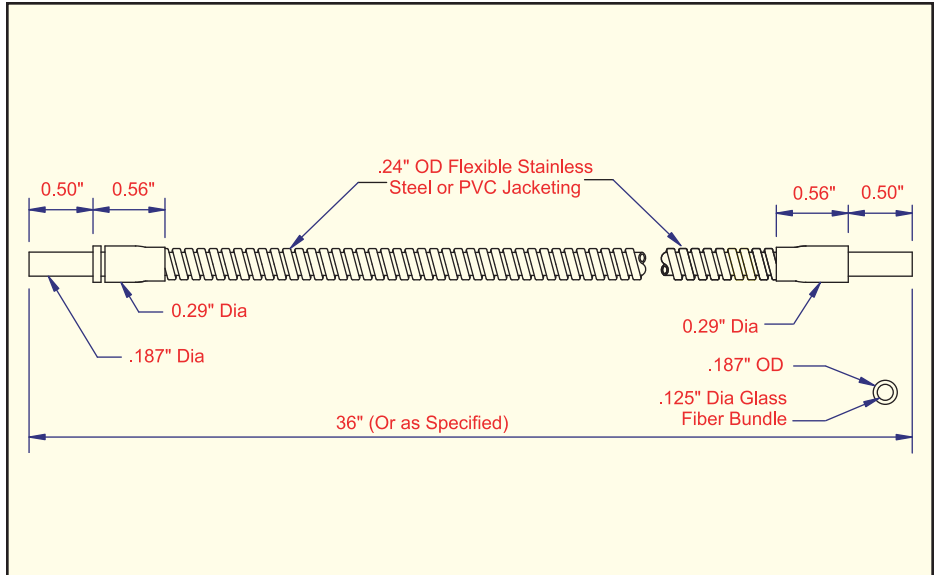 .24" OD Flexible Stainless
Steel or PVC Jacketing
0.50"
0.56"
0.56"
0.50"
0.29" Dia
.187" Dia
0.29" Dia
.187" OD
.125" Dia Glass
Fiber Bundle
36" (Or as Specified)